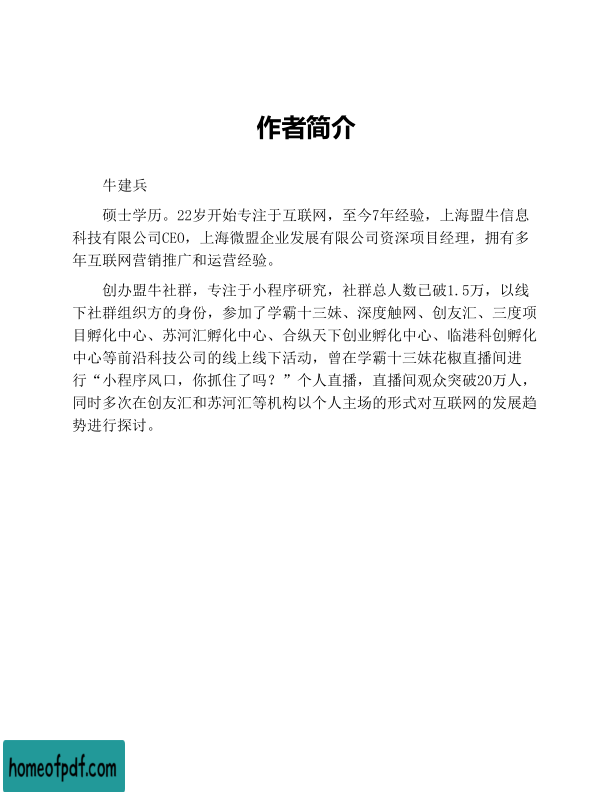 作者简介
牛建兵
硕士学历。22岁开始专注于互联网，至今7年经验，上海盟牛信息
科技有限公司CEO，上海微盟企业发展有限公司资深项目经理，拥有多
年互联网营销推广和运营经验。
创办盟牛社群，专注于小程序研究，社群总人数已破1.5万，以线
下社群组织方的身份，参加了学霸十三妹、深度触网、创友汇、三度项
目孵化中心、苏河汇孵化中心、合纵天下创业孵化中心、临港科创孵化
中心等前沿科技公司的线上线下活动，曾在学霸十三妹花椒直播间进
行“小程序风口，你抓住了吗？”个人直播，直播间观众突破20万人，
同时多次在创友汇和苏河汇等机构以个人主场的形式对互联网的发展趋
势进行探讨。
homeofpdf.com